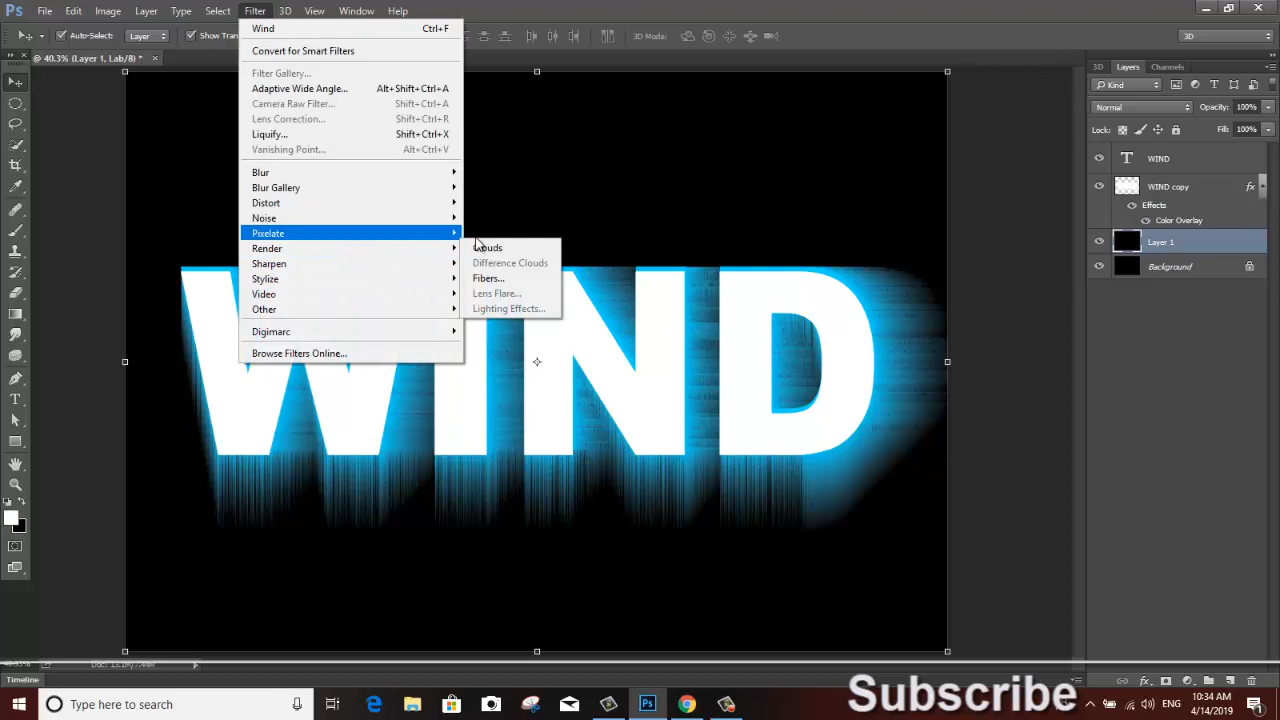 Ps File Edit Image Layer Type Select Filter 3D View Window Help
Auto-Select: Layer Show Tran 3D Mode: 3D
@ 40.3% (Layer 1, Lab/8) *
Wind Ctrl+F
Convert for Smart Filters
Filter Gallery...
Adaptive Wide Angle... Alt+Shift+Ctrl+A
Camera Raw Filter... Shift+Ctrl+A
Lens Correction... Shift+Ctrl+R
Liquify... Shift+Ctrl+X
Vanishing Point... Alt+Ctrl+V
Blur
Blur Gallery
Distort
Noise
Pixelate
Render
Sharpen
Stylize
Video
Other
Digimarc
Browse Filters Online...
Clouds
Difference Clouds
Fibers...
Lens Flare...
Lighting Effects...
3D Layers Channels
Kind
Normal Opacity: 100%
Lock: Fill: 100%
WIND
WIND copy fx
Effects
Color Overlay
Layer 1
Background
WIND
Timeline
Subscribe
Type here to search
ENG
10:34 AM
4/14/2019